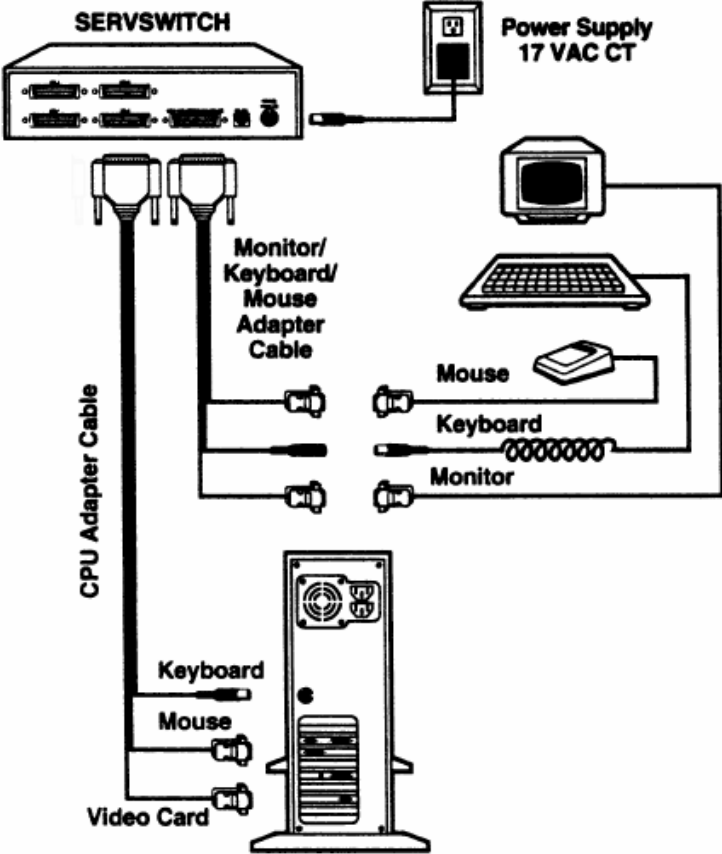 SERVSWITCH
Power Supply
17 VAC CT
Monitor/
Keyboard/
Mouse
Adapter
Cable
Mouse
Keyboard
Monitor
CPU Adapter Cable
Keyboard
Mouse
Video Card